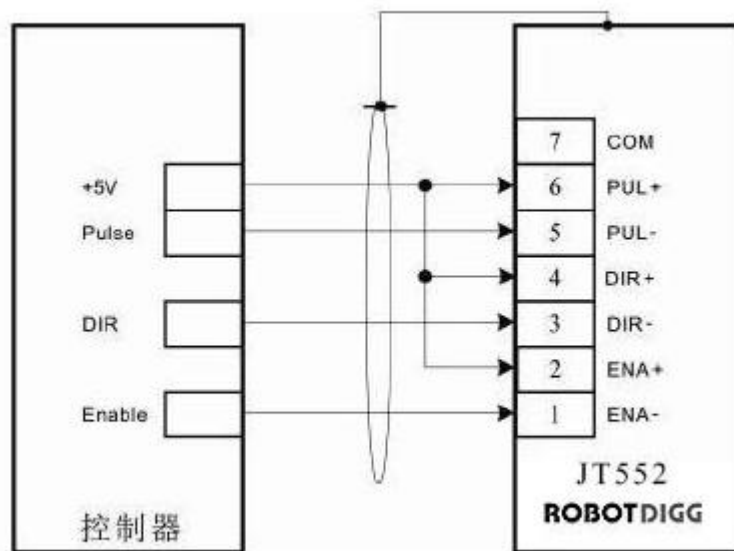 7 COM
+5V 6 PUL+
Pulse 5 PUL-
4 DIR+
DIR 3 DIR-
2 ENA+
Enable 1 ENA-
JT552
控制器 ROBOTDIGG